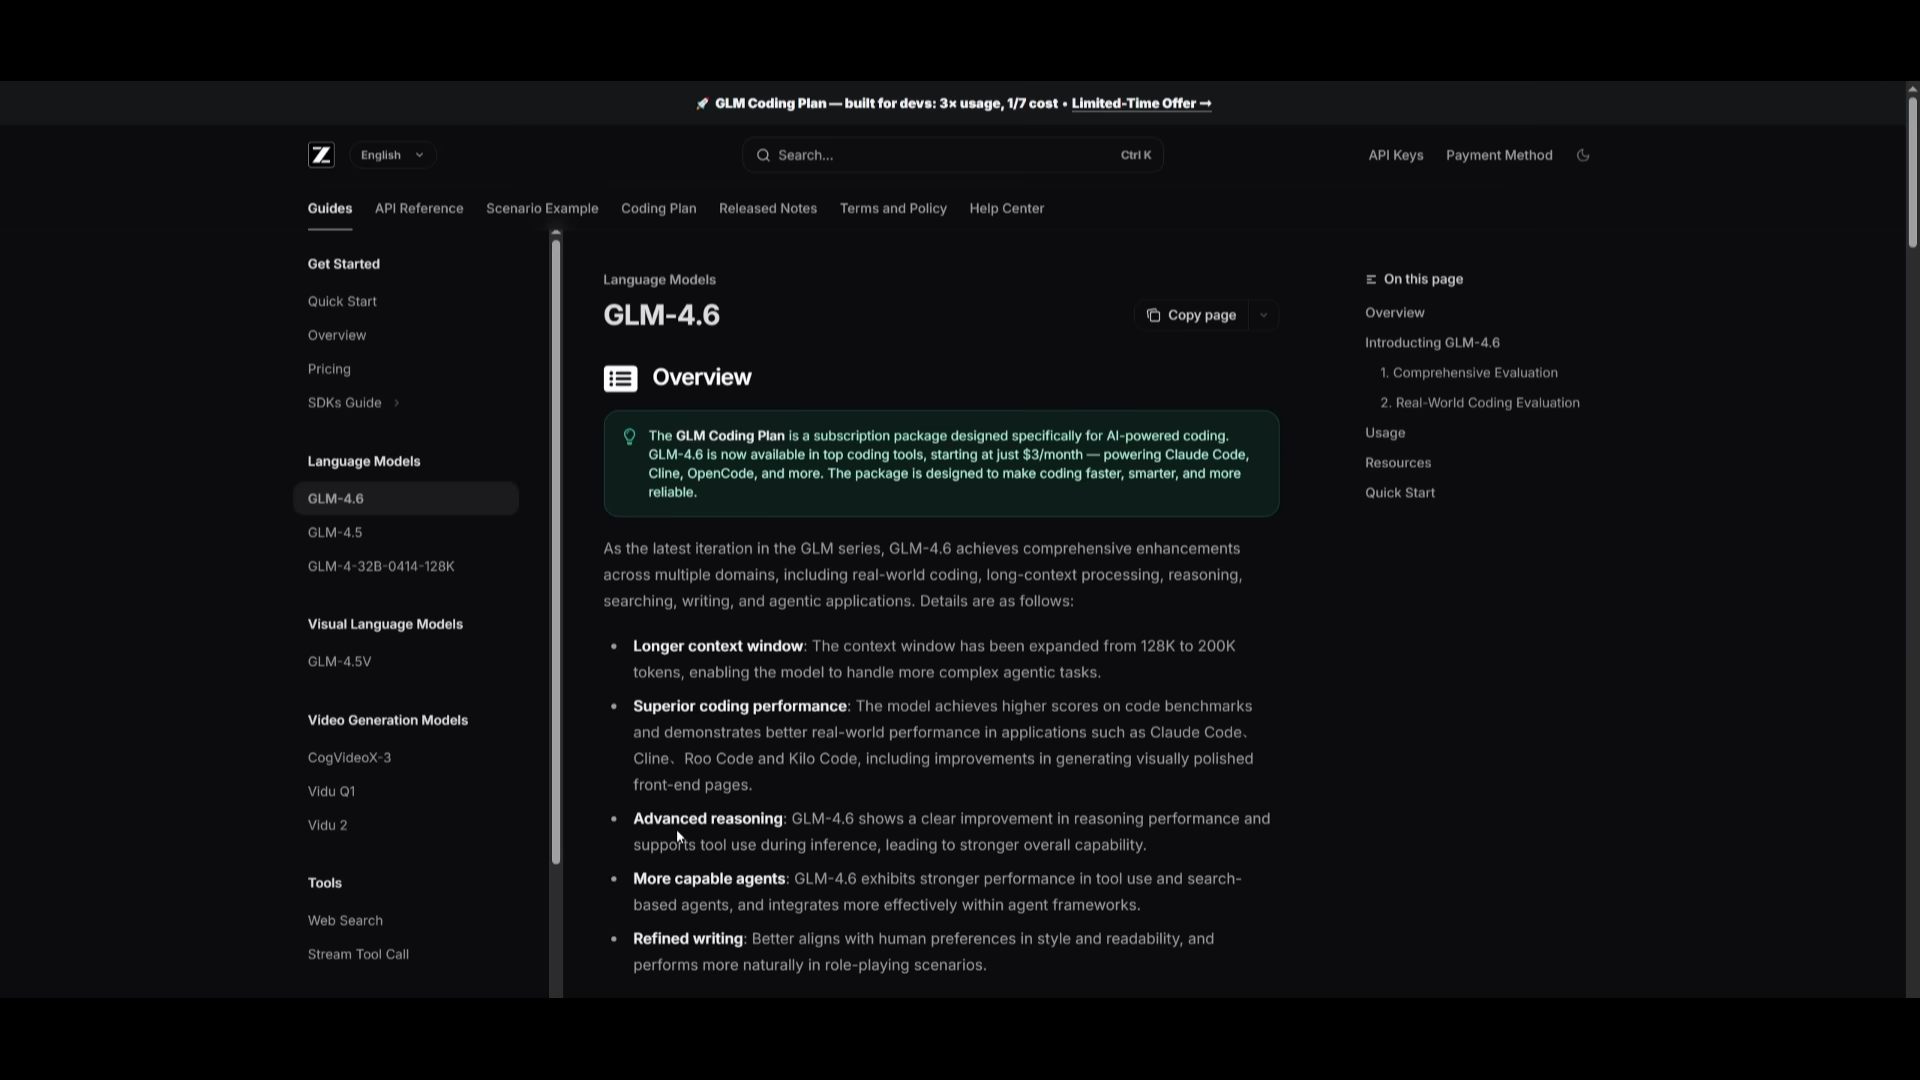 🚀 GLM Coding Plan — built for devs: 3× usage, 1/7 cost • Limited-Time Offer →
Z
English
Search...
Ctrl K
API Keys
Payment Method
Guides
API Reference
Scenario Example
Coding Plan
Released Notes
Terms and Policy
Help Center
Get Started
Quick Start
Overview
Pricing
SDKs Guide
Language Models
GLM-4.6
GLM-4.5
GLM-4-32B-0414-128K
Visual Language Models
GLM-4.5V
Video Generation Models
CogVideoX-3
Vidu Q1
Vidu 2
Tools
Web Search
Stream Tool Call
Language Models
GLM-4.6
Copy page
Overview
The GLM Coding Plan is a subscription package designed specifically for AI-powered coding.
GLM-4.6 is now available in top coding tools, starting at just $3/month — powering Claude Code,
Cline, OpenCode, and more. The package is designed to make coding faster, smarter, and more
reliable.
As the latest iteration in the GLM series, GLM-4.6 achieves comprehensive enhancements
across multiple domains, including real-world coding, long-context processing, reasoning,
searching, writing, and agentic applications. Details are as follows:
• Longer context window: The context window has been expanded from 128K to 200K
tokens, enabling the model to handle more complex agentic tasks.
• Superior coding performance: The model achieves higher scores on code benchmarks
and demonstrates better real-world performance in applications such as Claude Code、
Cline、Roo Code and Kilo Code, including improvements in generating visually polished
front-end pages.
• Advanced reasoning: GLM-4.6 shows a clear improvement in reasoning performance and
supports tool use during inference, leading to stronger overall capability.
• More capable agents: GLM-4.6 exhibits stronger performance in tool use and search-
based agents, and integrates more effectively within agent frameworks.
• Refined writing: Better aligns with human preferences in style and readability, and
performs more naturally in role-playing scenarios.
On this page
Overview
Introducing GLM-4.6
1. Comprehensive Evaluation
2. Real-World Coding Evaluation
Usage
Resources
Quick Start